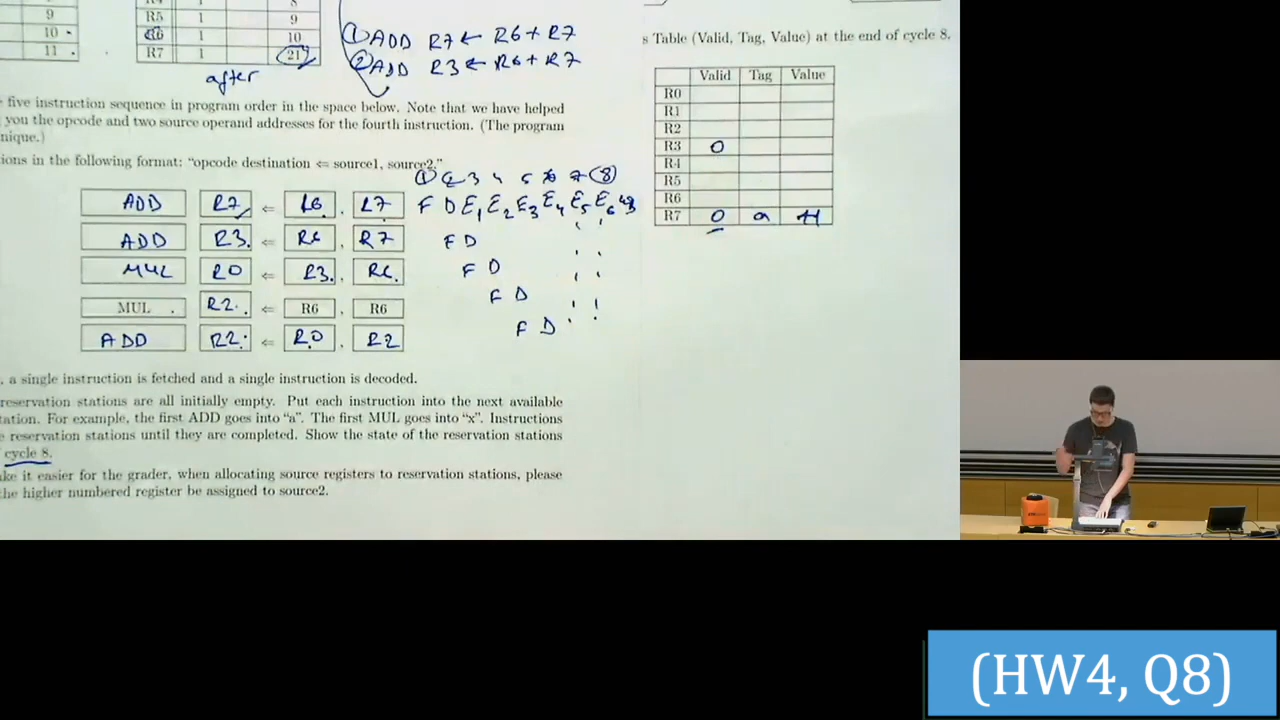 R5 1 9
10
R7 1 21
9
10
11
after
① ADD R7 ← R6 + R7
② ADD R3 ← R6 + R7
five instruction sequence in program order in the space below. Note that we have helped
you the opcode and two source operand addresses for the fourth instruction. (The program
nique.)
ions in the following format: "opcode destination ⇐ source1, source2."
ADD R7 ⇐ R6 , R7 F D E1 E2 E3 E4 E5 E6
ADD R3. ⇐ R6 , R7 F D
MUL R0 ⇐ R3. , R6. F D
MUL . R2. ⇐ R6 , R6 F D
ADD R2. ⇐ R0 , R2 F D
, a single instruction is fetched and a single instruction is decoded.
reservation stations are all initially empty. Put each instruction into the next available
tation. For example, the first ADD goes into "a". The first MUL goes into "x". Instructions
e reservation stations until they are completed. Show the state of the reservation stations
cycle 8.
ake it easier for the grader, when allocating source registers to reservation stations, please
the higher numbered register be assigned to source2.
s Table (Valid, Tag, Value) at the end of cycle 8.
Valid Tag Value
R0
R1
R2
R3 0
R4
R5
R6
R7 0 a
(HW4, Q8)